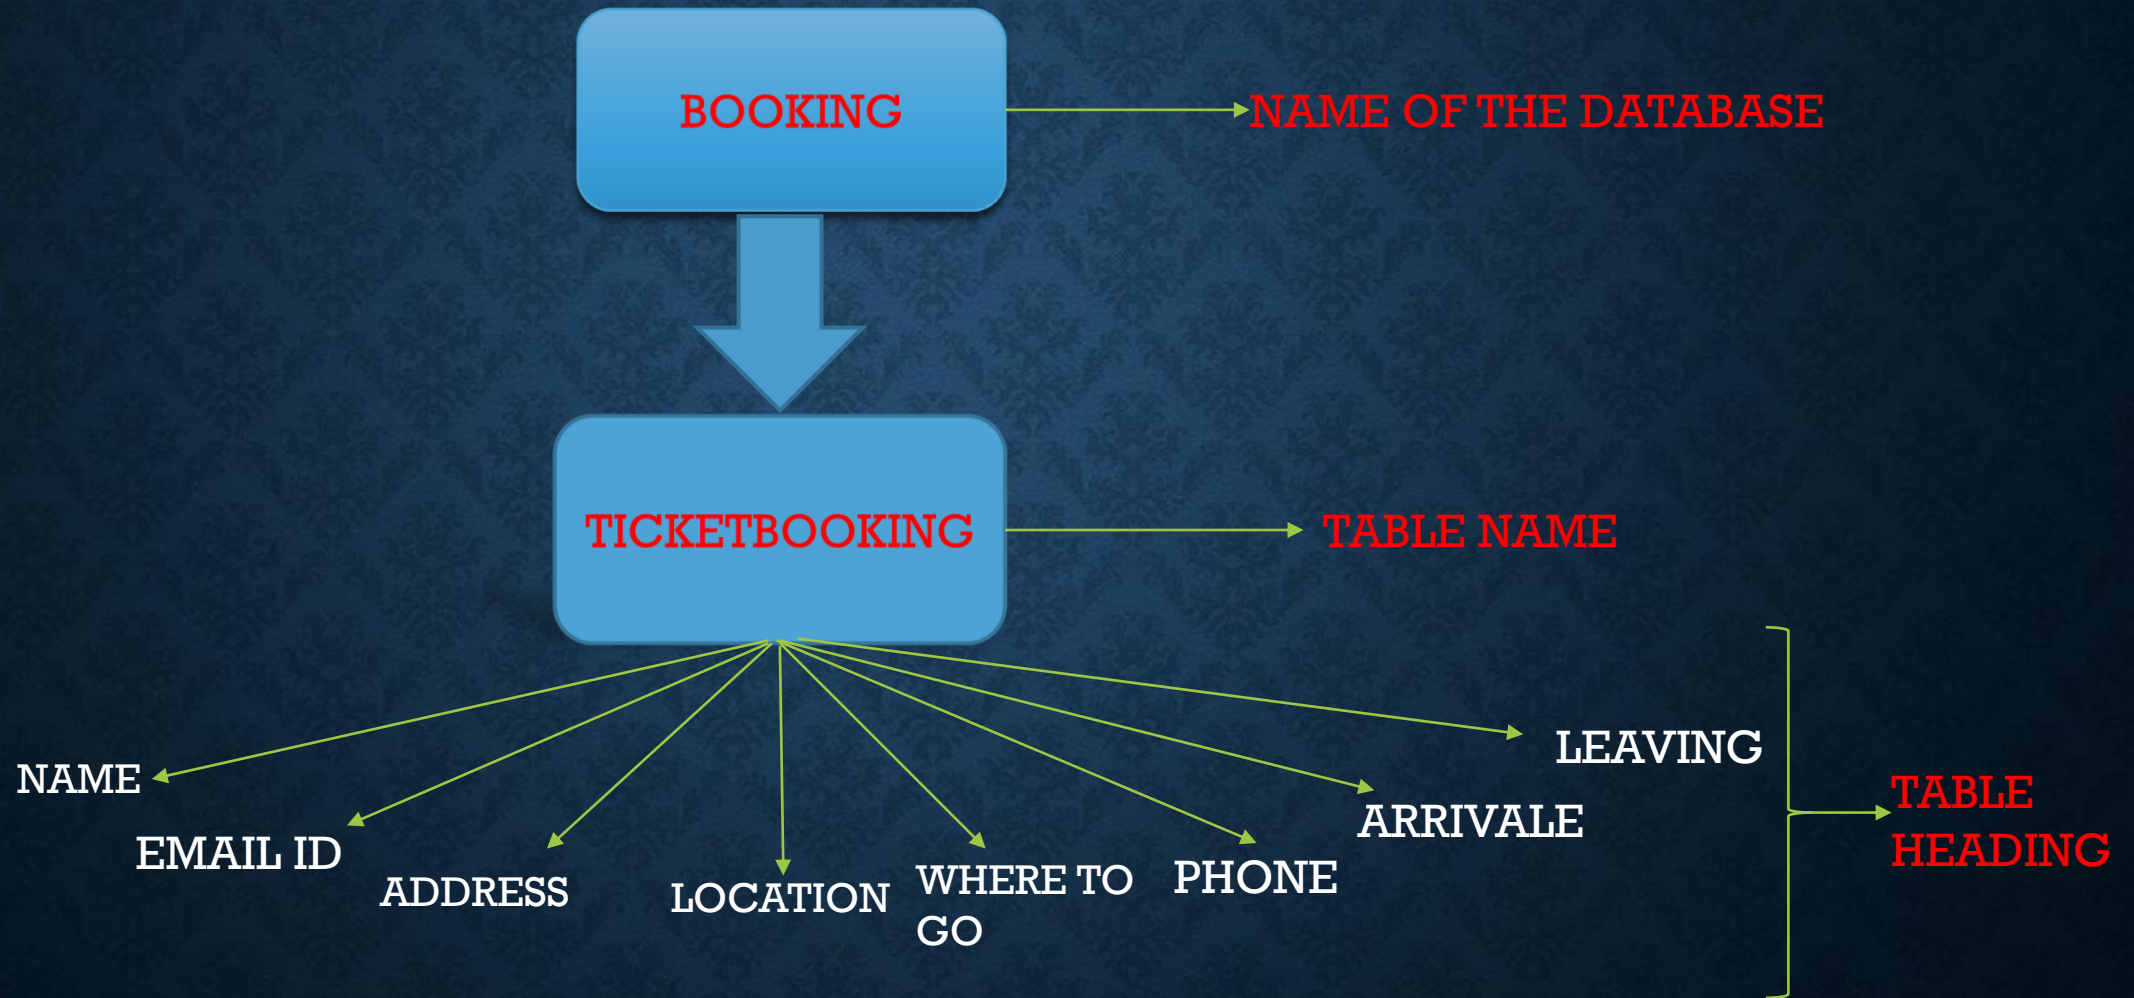 BOOKING
NAME OF THE DATABASE
TICKETBOOKING
TABLE NAME
NAME
EMAIL ID
ADDRESS
LOCATION
WHERE TO
GO
PHONE
ARRIVALE
LEAVING
TABLE
HEADING